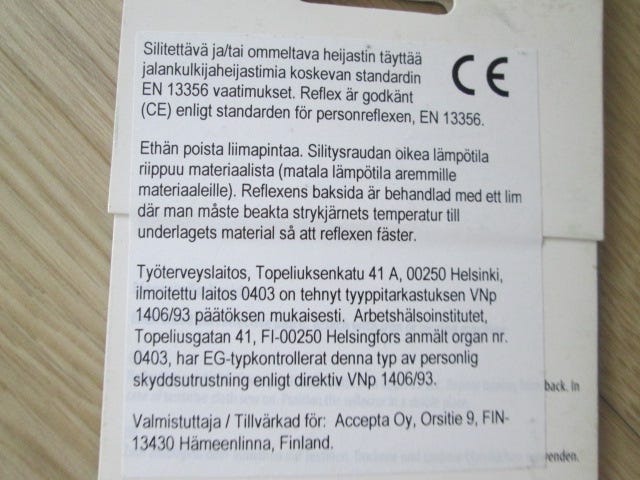 Silitettävä ja/tai ommeltava heijastin täyttää
jalankulkijaheijastimia koskevan standardin
EN 13356 vaatimukset. Reflex är godkänt
(CE) enligt standarden för personreflexen, EN 13356.
CE
Ethän poista liimapintaa. Silitysraudan oikea lämpötila
riippuu materiaalista (matala lämpötila aremmille
materiaaleille). Reflexens baksida är behandlad med ett lim
där man måste beakta strykjärnets temperatur till
underlagets material så att reflexen fäster.
Työterveyslaitos, Topeliuksenkatu 41 A, 00250 Helsinki,
ilmoitettu laitos 0403 on tehnyt tyyppitarkastuksen VNp
1406/93 päätöksen mukaisesti. Arbetshälsoinstitutet,
Topeliusgatan 41, FI-00250 Helsingfors anmält organ nr.
0403, har EG-typkontrollerat denna typ av personlig
skyddsutrustning enligt direktiv VNp 1406/93.
back. In
Valmistuttaja / Tillvärkad för: Accepta Oy, Orsitie 9, FIN-
13430 Hämeenlinna, Finland.